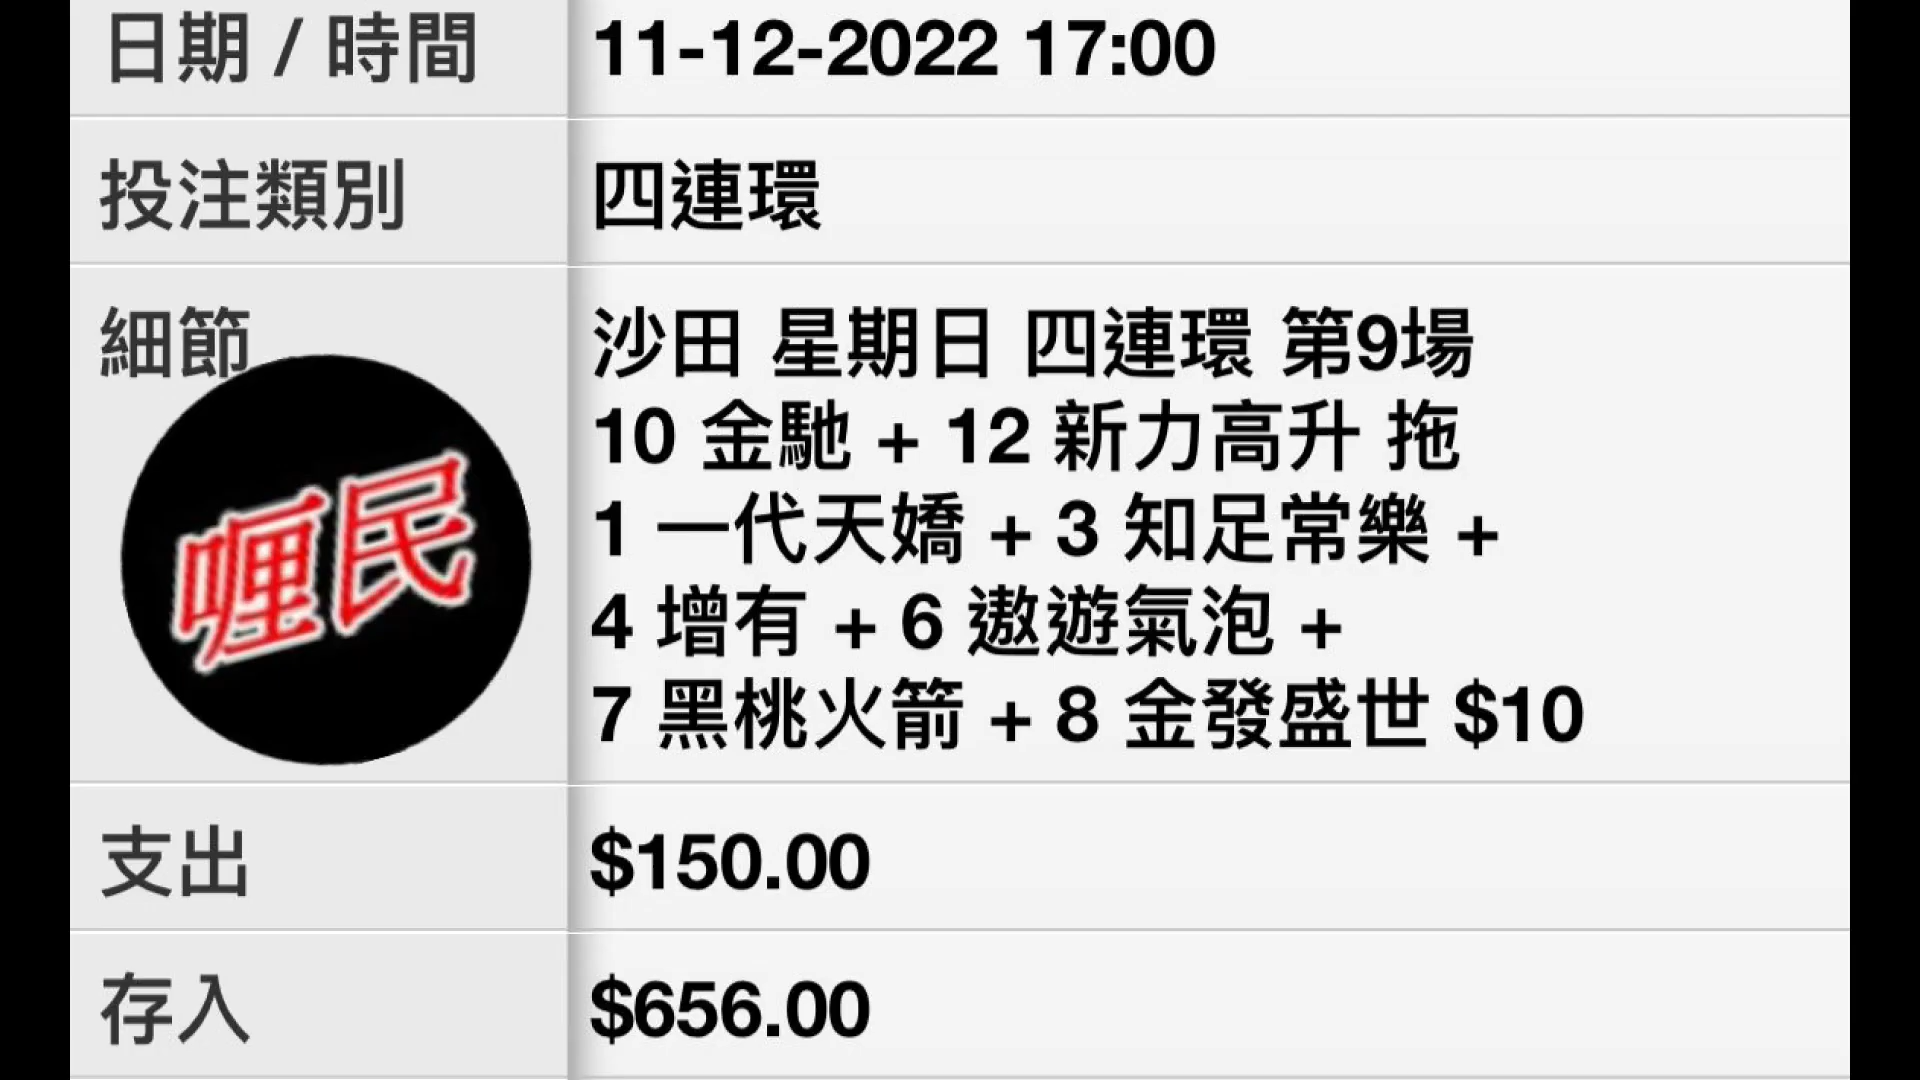 日期 / 時間 11-12-2022 17:00
投注類別 四連環
細節 沙田 星期日 四連環 第9場
10 金馳 + 12 新力高升 拖
1 一代天嬌 + 3 知足常樂 +
4 增有 + 6 遨遊氣泡 +
7 黑桃火箭 + 8 金發盛世 $10
喱民
支出 $150.00
存入 $656.00